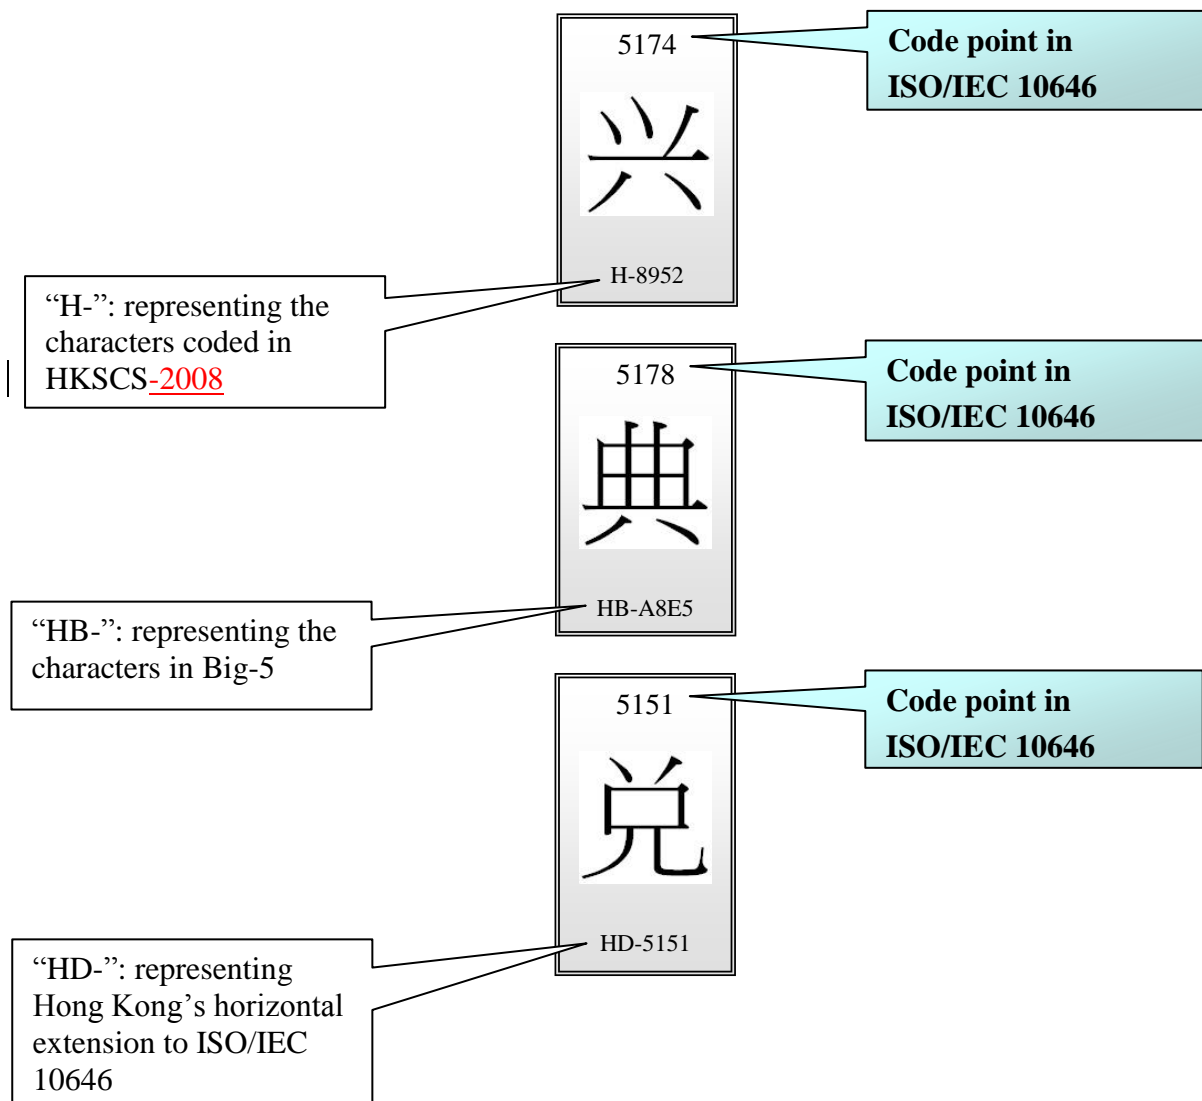 5174
Code point in
ISO/IEC 10646
兴
H-8952
“H-”: representing the
characters coded in
HKSCS-2008
5178
Code point in
ISO/IEC 10646
典
HB-A8E5
“HB-”: representing the
characters in Big-5
5151
Code point in
ISO/IEC 10646
兑
HD-5151
“HD-”: representing
Hong Kong’s horizontal
extension to ISO/IEC
10646